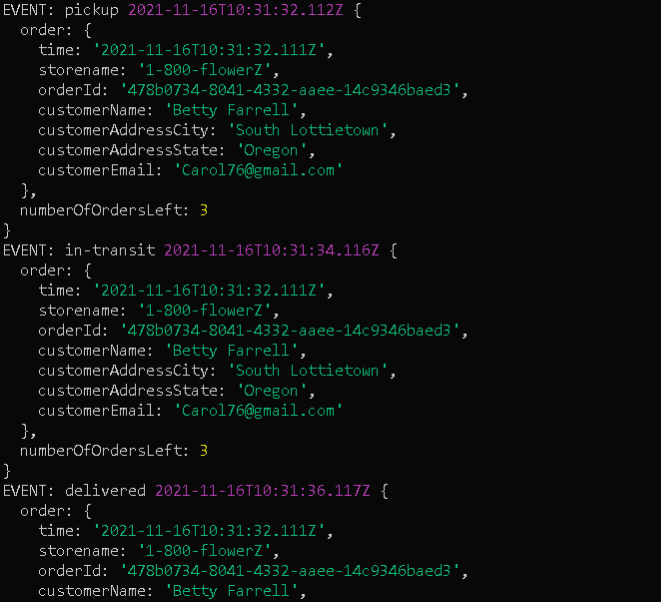 EVENT: pickup 2021-11-16T10:31:32.112Z {
  order: {
    time: '2021-11-16T10:31:32.111Z',
    storename: '1-800-flowerZ',
    orderId: '478b0734-8041-4332-aaee-14c9346baed3',
    customerName: 'Betty Farrell',
    customerAddressCity: 'South Lottietown',
    customerAddressState: 'Oregon',
    customerEmail: 'Carol76@gmail.com'
  },
  numberOfOrdersLeft: 3
}
EVENT: in-transit 2021-11-16T10:31:34.116Z {
  order: {
    time: '2021-11-16T10:31:32.111Z',
    storename: '1-800-flowerZ',
    orderId: '478b0734-8041-4332-aaee-14c9346baed3',
    customerName: 'Betty Farrell',
    customerAddressCity: 'South Lottietown',
    customerAddressState: 'Oregon',
    customerEmail: 'Carol76@gmail.com'
  },
  numberOfOrdersLeft: 3
}
EVENT: delivered 2021-11-16T10:31:36.117Z {
  order: {
    time: '2021-11-16T10:31:32.111Z',
    storename: '1-800-flowerZ',
    orderId: '478b0734-8041-4332-aaee-14c9346baed3',
    customerName: 'Betty Farrell',